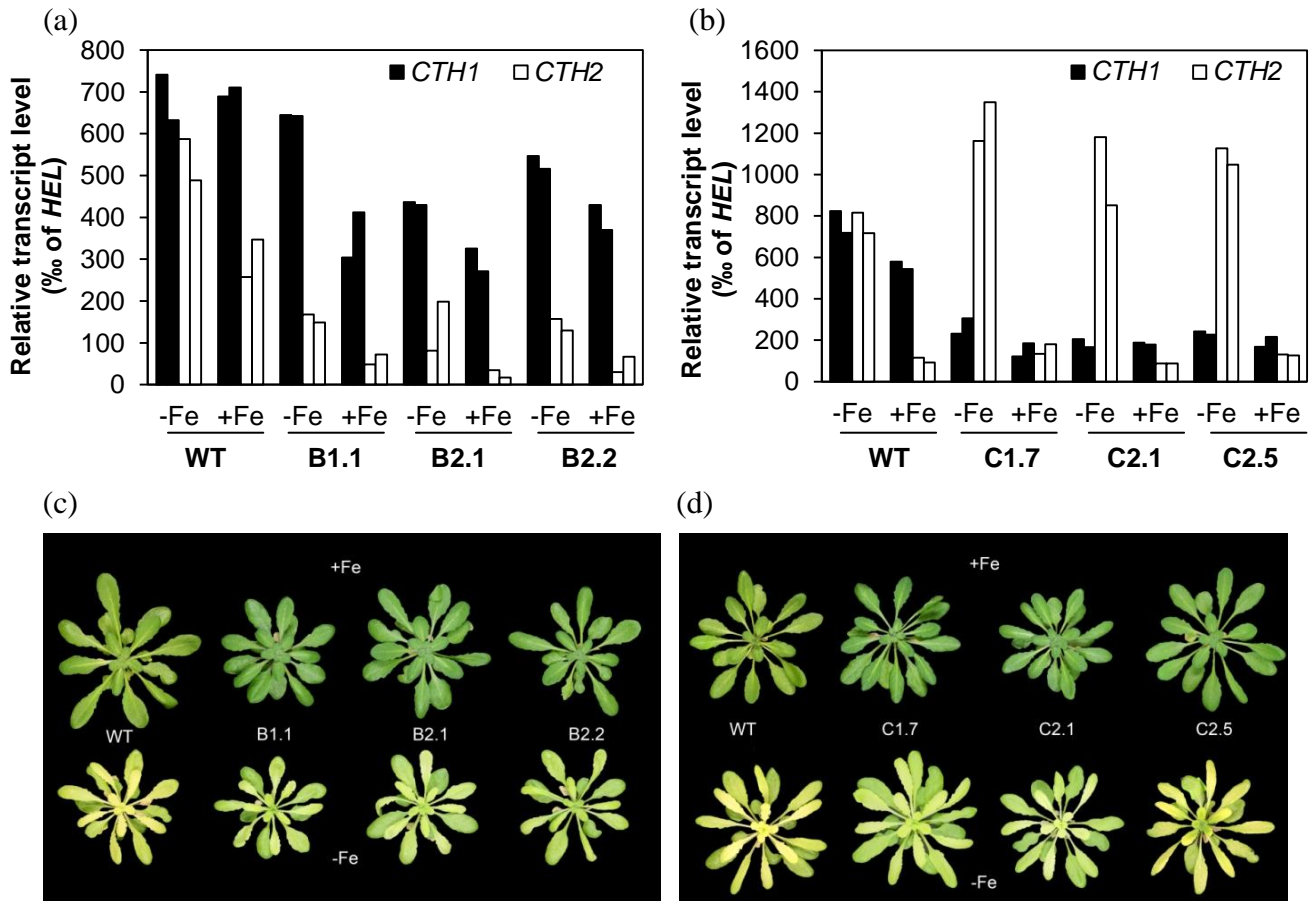 (a)
800
700
600
500
400
300
200
100
0
Relative transcript level
(‰ of HEL)
CTH1 CTH2
-Fe +Fe -Fe +Fe -Fe +Fe -Fe +Fe
WT B1.1 B2.1 B2.2
(b)
1600
1400
1200
1000
800
600
400
200
0
Relative transcript level
(‰ of HEL)
CTH1 CTH2
-Fe +Fe -Fe +Fe -Fe +Fe -Fe +Fe
WT C1.7 C2.1 C2.5
(c)
+Fe
WT B1.1 B2.1 B2.2
-Fe
(d)
+Fe
WT C1.7 C2.1 C2.5
-Fe